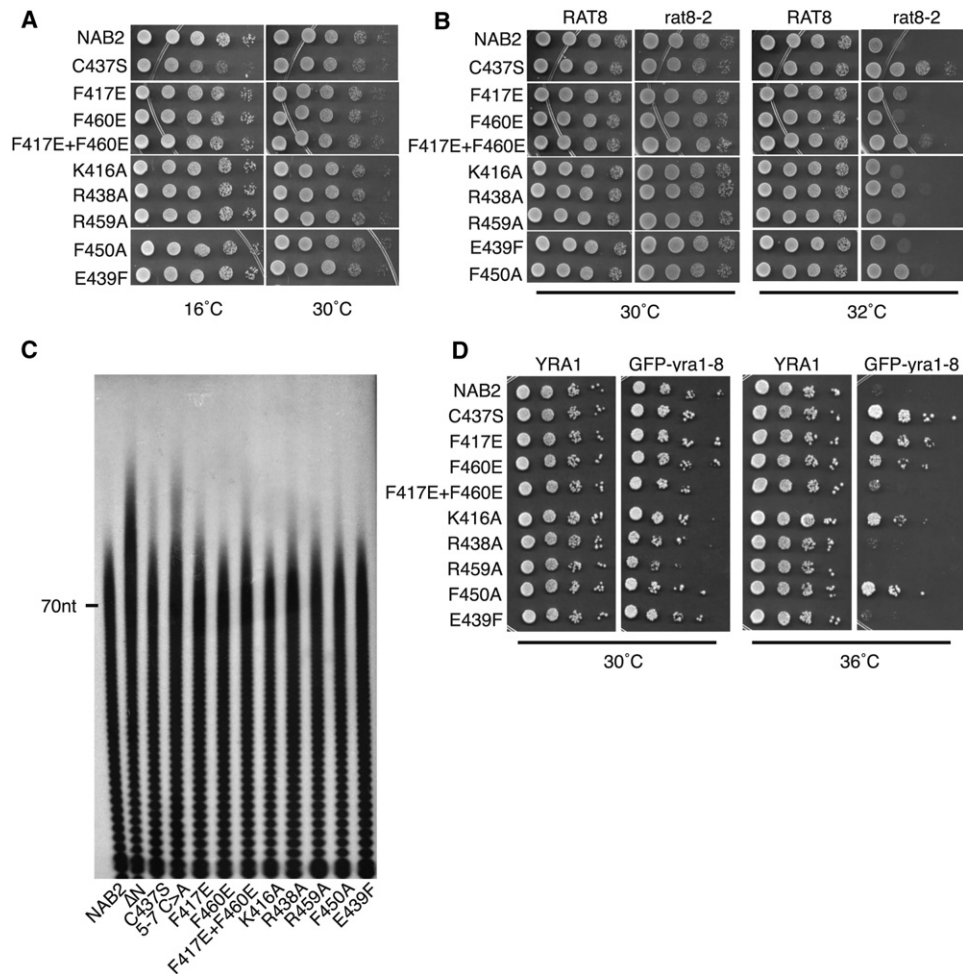 A
NAB2
C437S
F417E
F460E
F417E+F460E
K416A
R438A
R459A
F450A
E439F
16˚C
30˚C
B
RAT8
rat8-2
RAT8
rat8-2
NAB2
C437S
F417E
F460E
F417E+F460E
K416A
R438A
R459A
E439F
F450A
30˚C
32˚C
C
70nt
NAB2
ΔN
C437S
5-7 C>A
F417E
F460E
F417E+F460E
K416A
R438A
R459A
F450A
E439F
D
YRA1
GFP-yra1-8
YRA1
GFP-yra1-8
NAB2
C437S
F417E
F460E
F417E+F460E
K416A
R438A
R459A
F450A
E439F
30˚C
36˚C